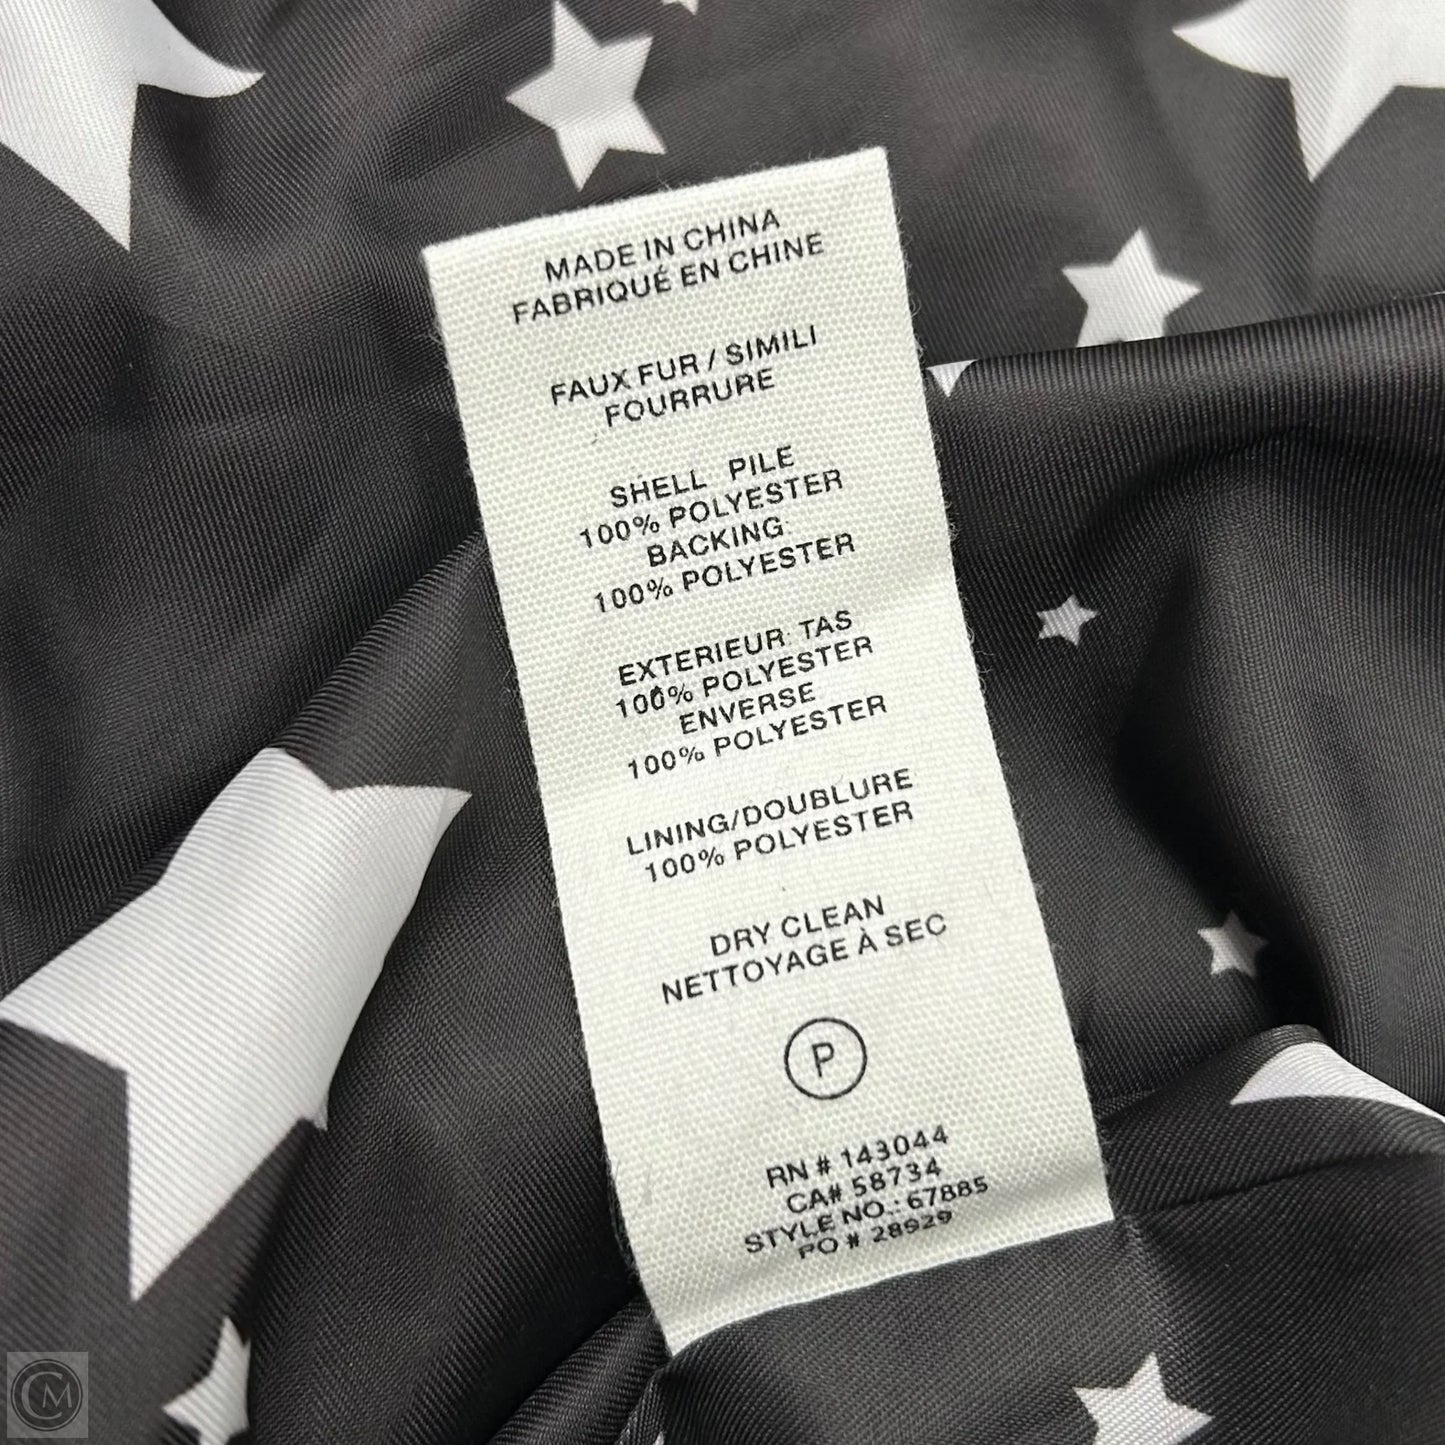 MADE IN CHINA
FABRIQUÉ EN CHINE
FAUX FUR / SIMILI
FOURRURE
SHELL PILE
100% POLYESTER
BACKING:
100% POLYESTER
EXTERIEUR: TAS
100% POLYESTER
ENVERSE
100% POLYESTER
LINING/DOUBLURE
100% POLYESTER
DRY CLEAN
NETTOYAGE À SEC
P
RN # 143044
CA# 58734
STYLE NO.: 67885
PO # 28929
CM